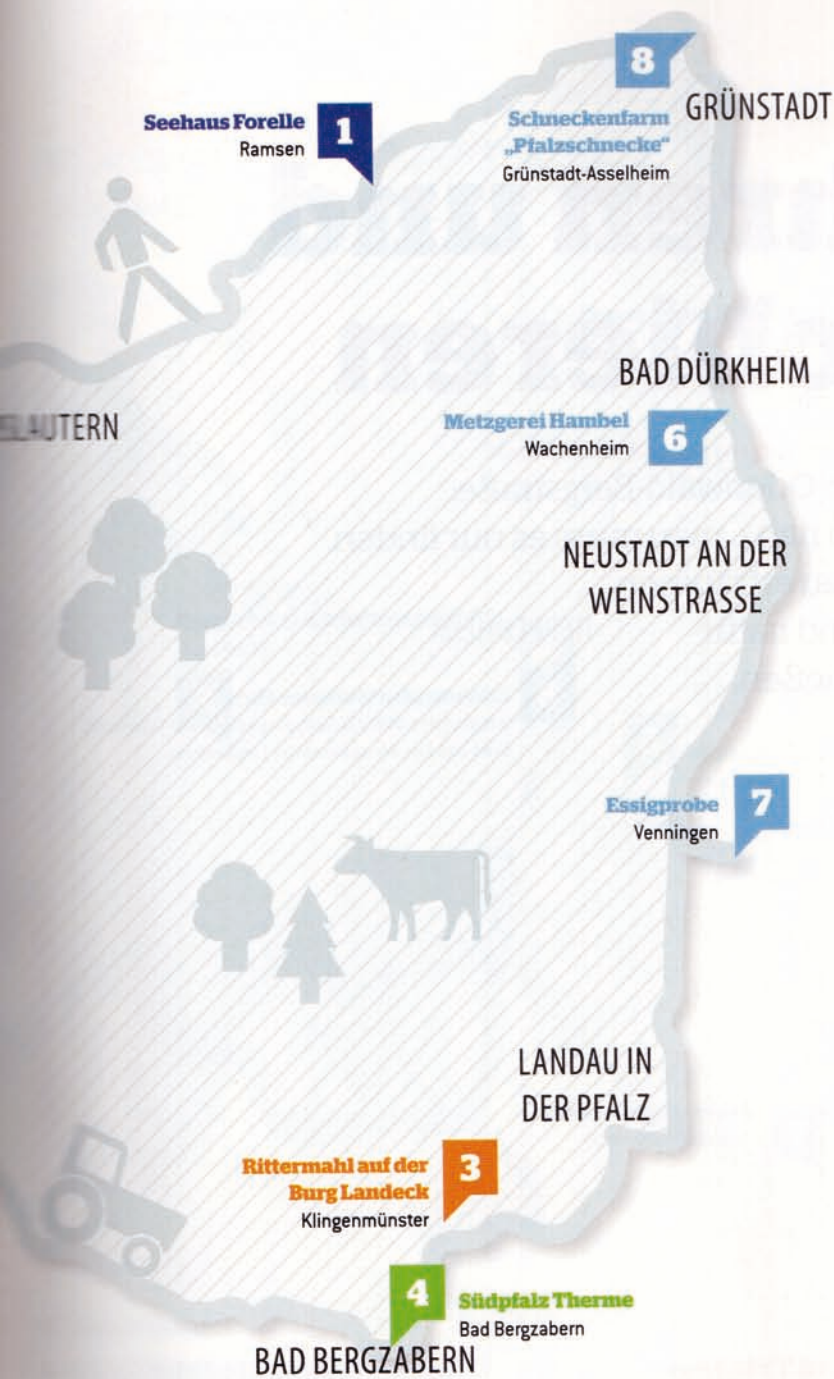 8
GRÜNSTADT
Seehaus Forelle
Ramsen
1
Schneckenfarm
„Pfalzschnecke“
Grünstadt-Asselheim
BAD DÜRKHEIM
LAUTERN
Metzgerei Hambel
Wachenheim
6
NEUSTADT AN DER
WEINSTRASSE
Essigprobe
Venningen
7
LANDAU IN
DER PFALZ
Rittermahl auf der
Burg Landeck
Klingenmünster
3
4
Südpfalz Therme
Bad Bergzabern
BAD BERGZABERN